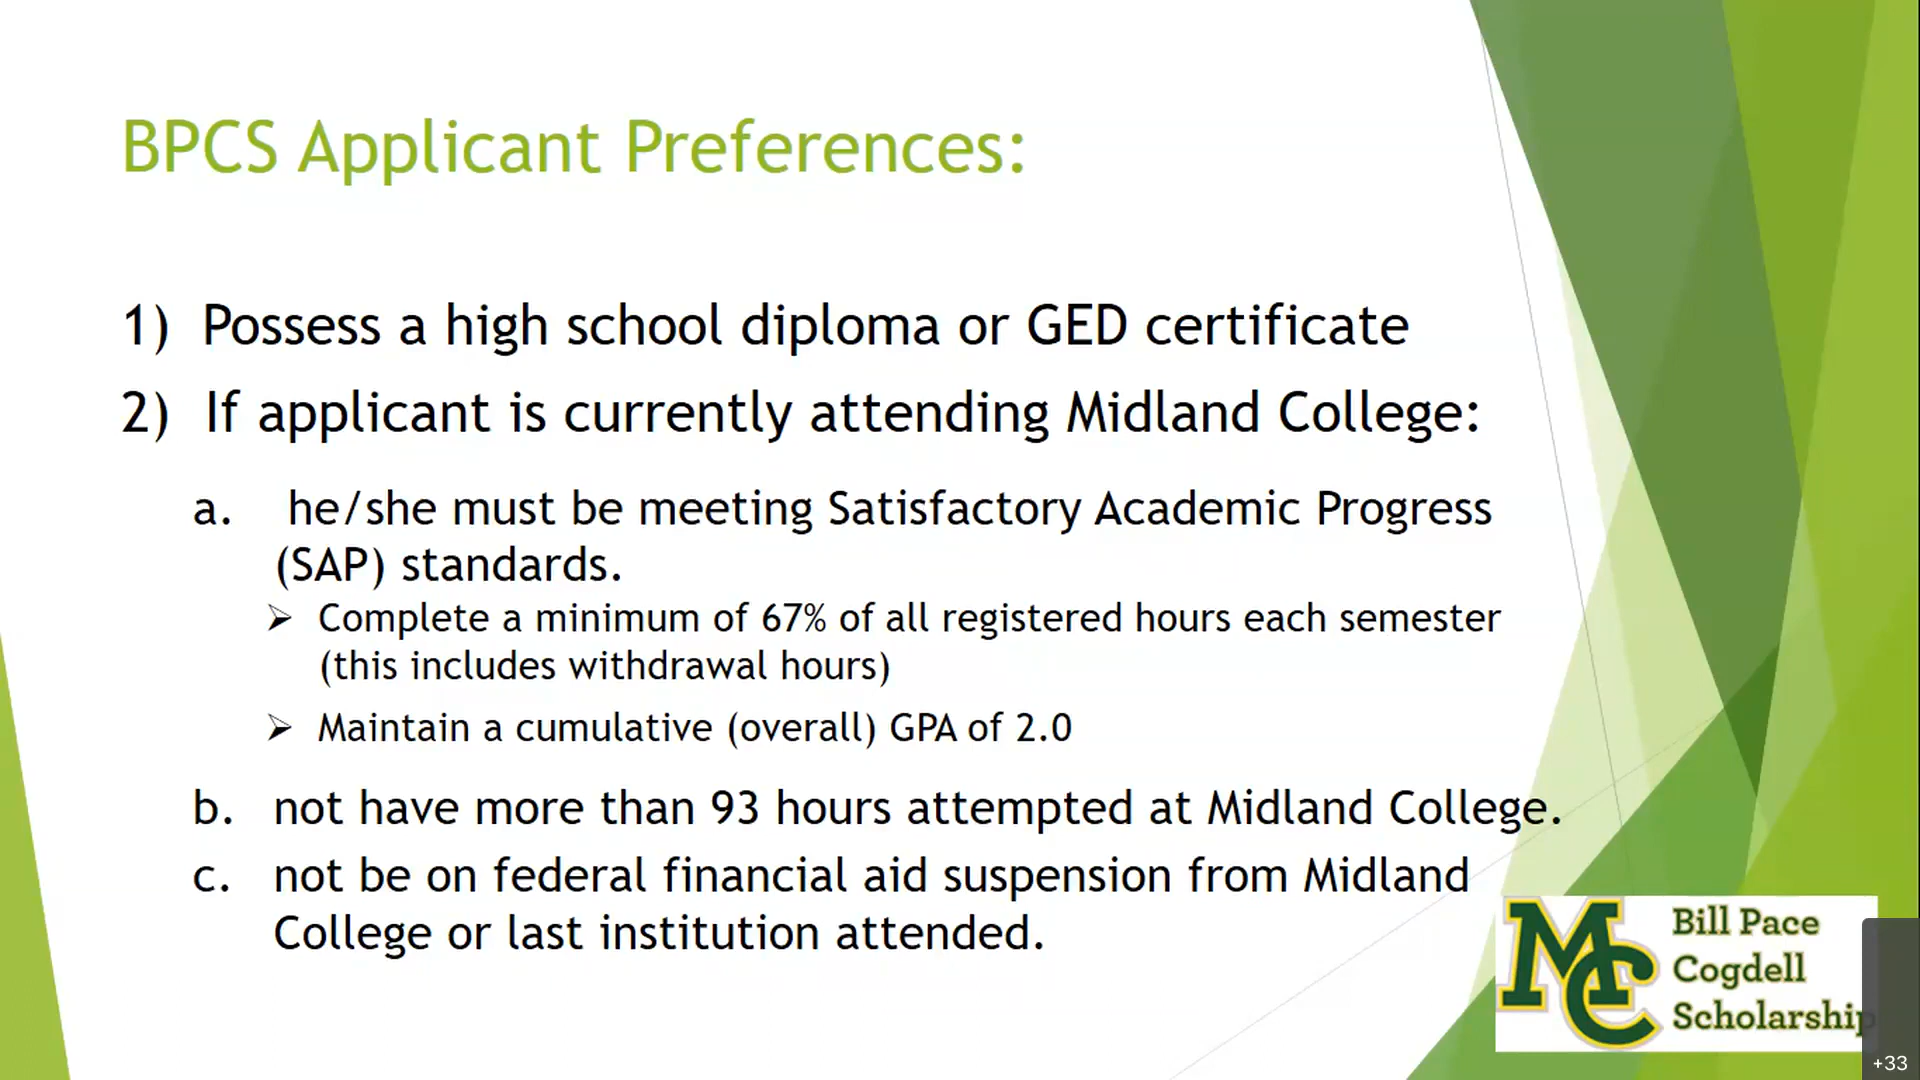 BPCS Applicant Preferences:
1) Possess a high school diploma or GED certificate
2) If applicant is currently attending Midland College:
a. he/she must be meeting Satisfactory Academic Progress
(SAP) standards.
➢ Complete a minimum of 67% of all registered hours each semester
(this includes withdrawal hours)
➢ Maintain a cumulative (overall) GPA of 2.0
b. not have more than 93 hours attempted at Midland College.
c. not be on federal financial aid suspension from Midland
College or last institution attended.
MC
Bill Pace
Cogdell
Scholarship
+33